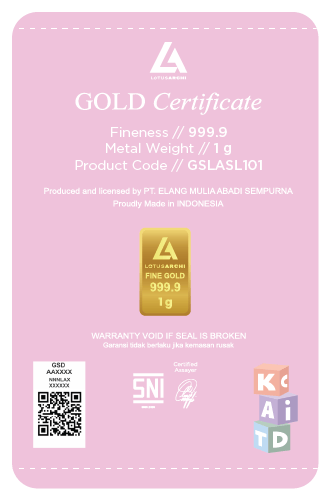 LOTUSARCHI
GOLD Certificate
Fineness // 999.9
Metal Weight // 1 g
Product Code // GSLASL101
Produced and licensed by PT. ELANG MULIA ABADI SEMPURNA
Proudly Made in INDONESIA
LOTUSARCHI
FINE GOLD
999.9
1g
WARRANTY VOID IF SEAL IS BROKEN
Garansi tidak berlaku jika kemasan rusak
GSD
AAXXXX
NNNLAX
XXXXXX
SNI
Certified
Assayer
K C
A i
T D